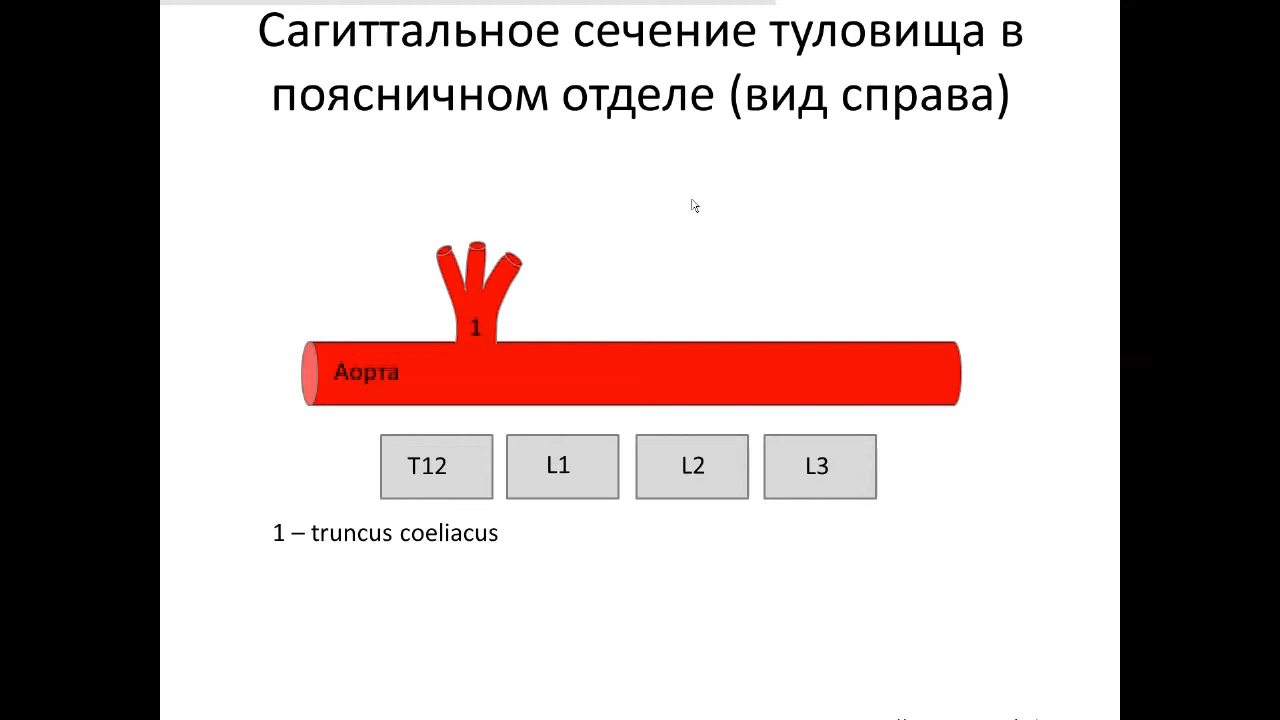 Сагиттальное сечение туловища в
поясничном отделе (вид справа)
1
Аорта
T12 L1 L2 L3
1 – truncus coeliacus